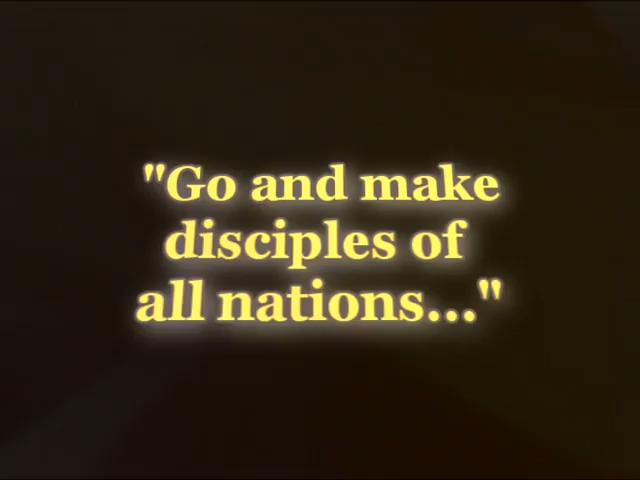 "Go and make
disciples of
all nations..."